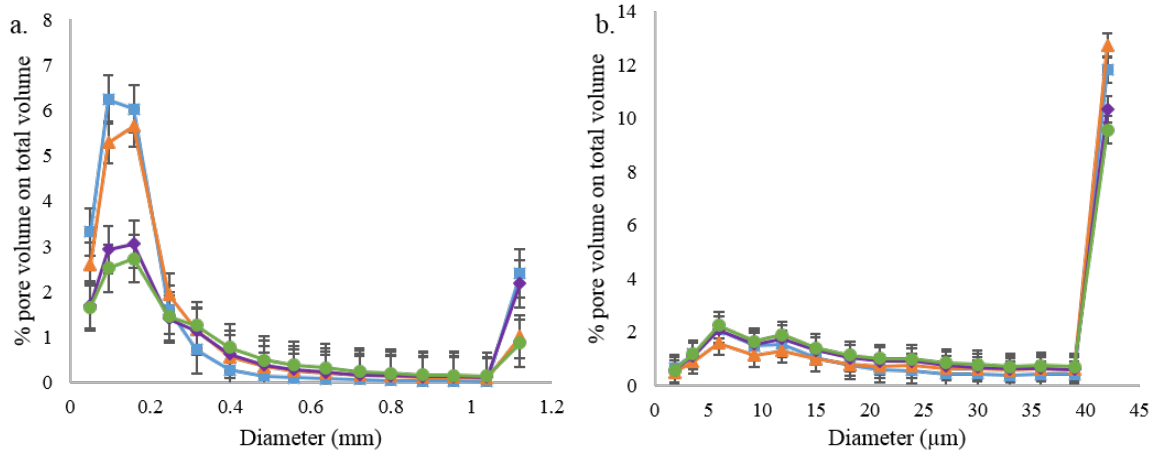 a.
% pore volume on total volume
8
7
6
5
4
3
2
1
0
0 0.2 0.4 0.6 0.8 1 1.2
Diameter (mm)
b.
% pore volume on total volume
14
12
10
8
6
4
2
0
0 5 10 15 20 25 30 35 40 45
Diameter (µm)